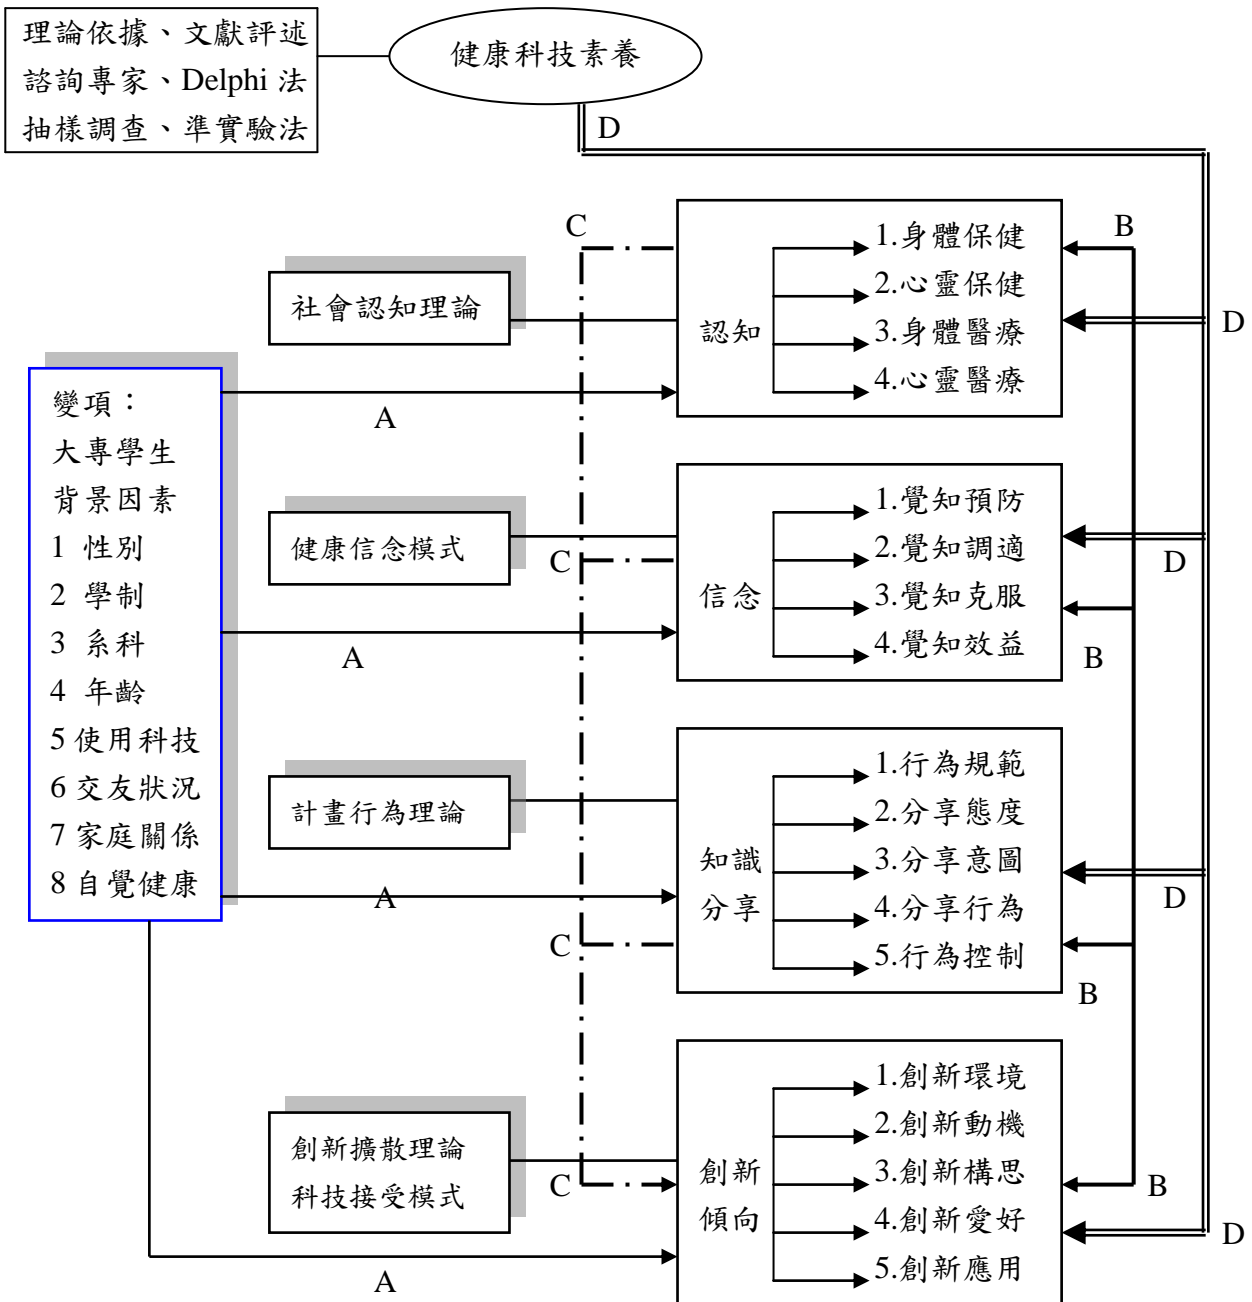 理論依據、文獻評述
諮詢專家、Delphi 法
抽樣調查、準實驗法
健康科技素養
D
C
B
社會認知理論
認知
1.身體保健
2.心靈保健
3.身體醫療
4.心靈醫療
D
A
變項：
大專學生
背景因素
1 性別
2 學制
3 系科
4 年齡
5 使用科技
6 交友狀況
7 家庭關係
8 自覺健康
健康信念模式
C
信念
1.覺知預防
2.覺知調適
3.覺知克服
4.覺知效益
D
B
A
計畫行為理論
知識
分享
1.行為規範
2.分享態度
3.分享意圖
4.分享行為
5.行為控制
D
A
C
B
創新擴散理論
科技接受模式
C
創新
傾向
1.創新環境
2.創新動機
3.創新構思
4.創新愛好
5.創新應用
B
D
A